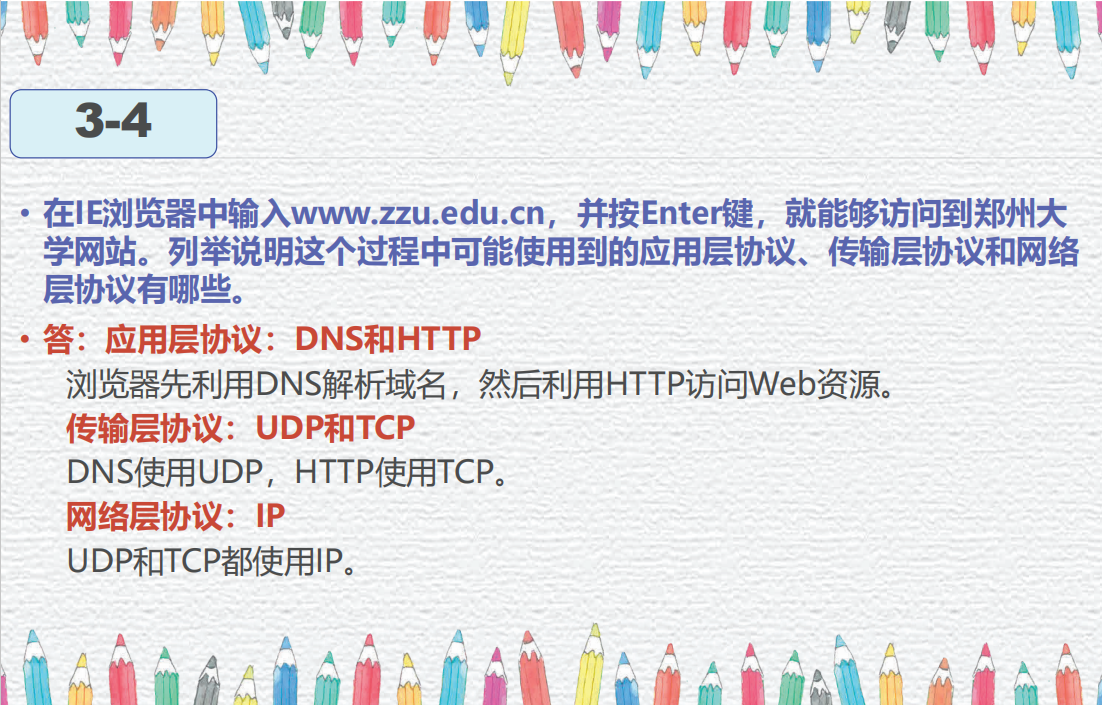 3-4
• 在IE浏览器中输入www.zzu.edu.cn，并按Enter键，就能够访问到郑州大
学网站。列举说明这个过程中可能使用到的应用层协议、传输层协议和网络
层协议有哪些。
• 答：应用层协议：DNS和HTTP
浏览器先利用DNS解析域名，然后利用HTTP访问Web资源。
传输层协议：UDP和TCP
DNS使用UDP，HTTP使用TCP。
网络层协议：IP
UDP和TCP都使用IP。